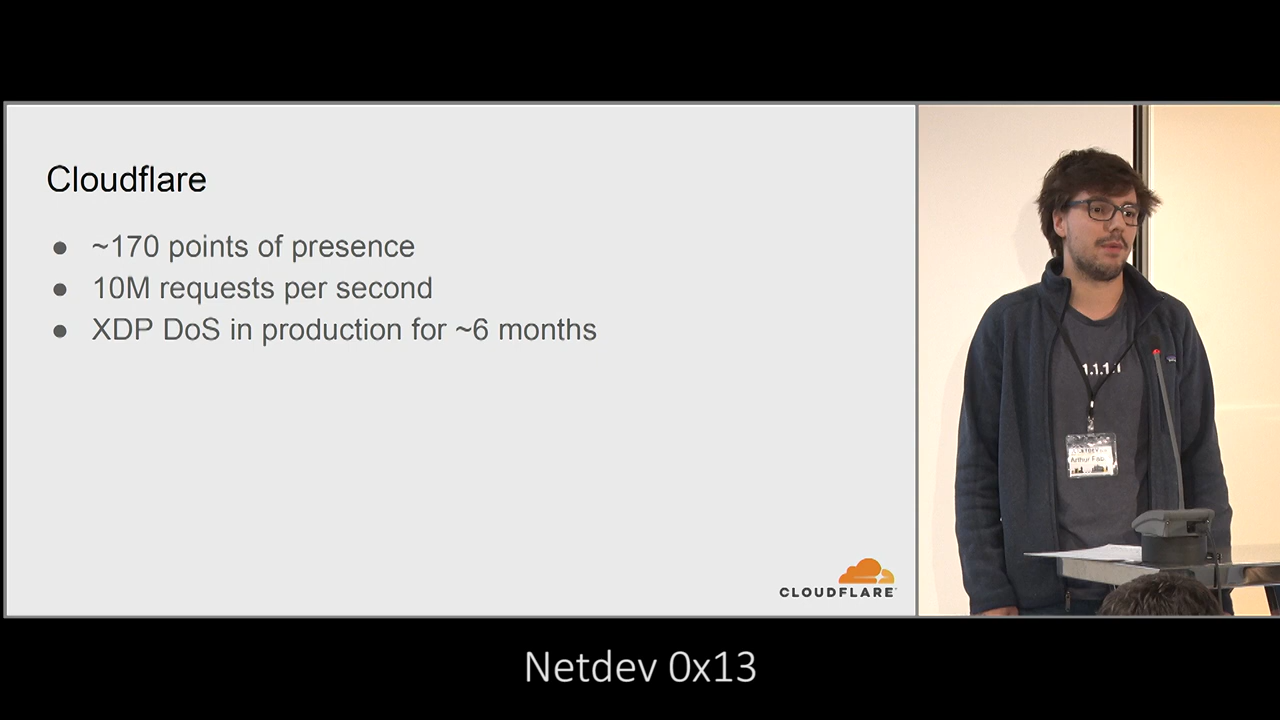 Cloudflare
● ~170 points of presence
● 10M requests per second
● XDP DoS in production for ~6 months
CLOUDFLARE
1.1.1.1
Arthur
Netdev 0x13